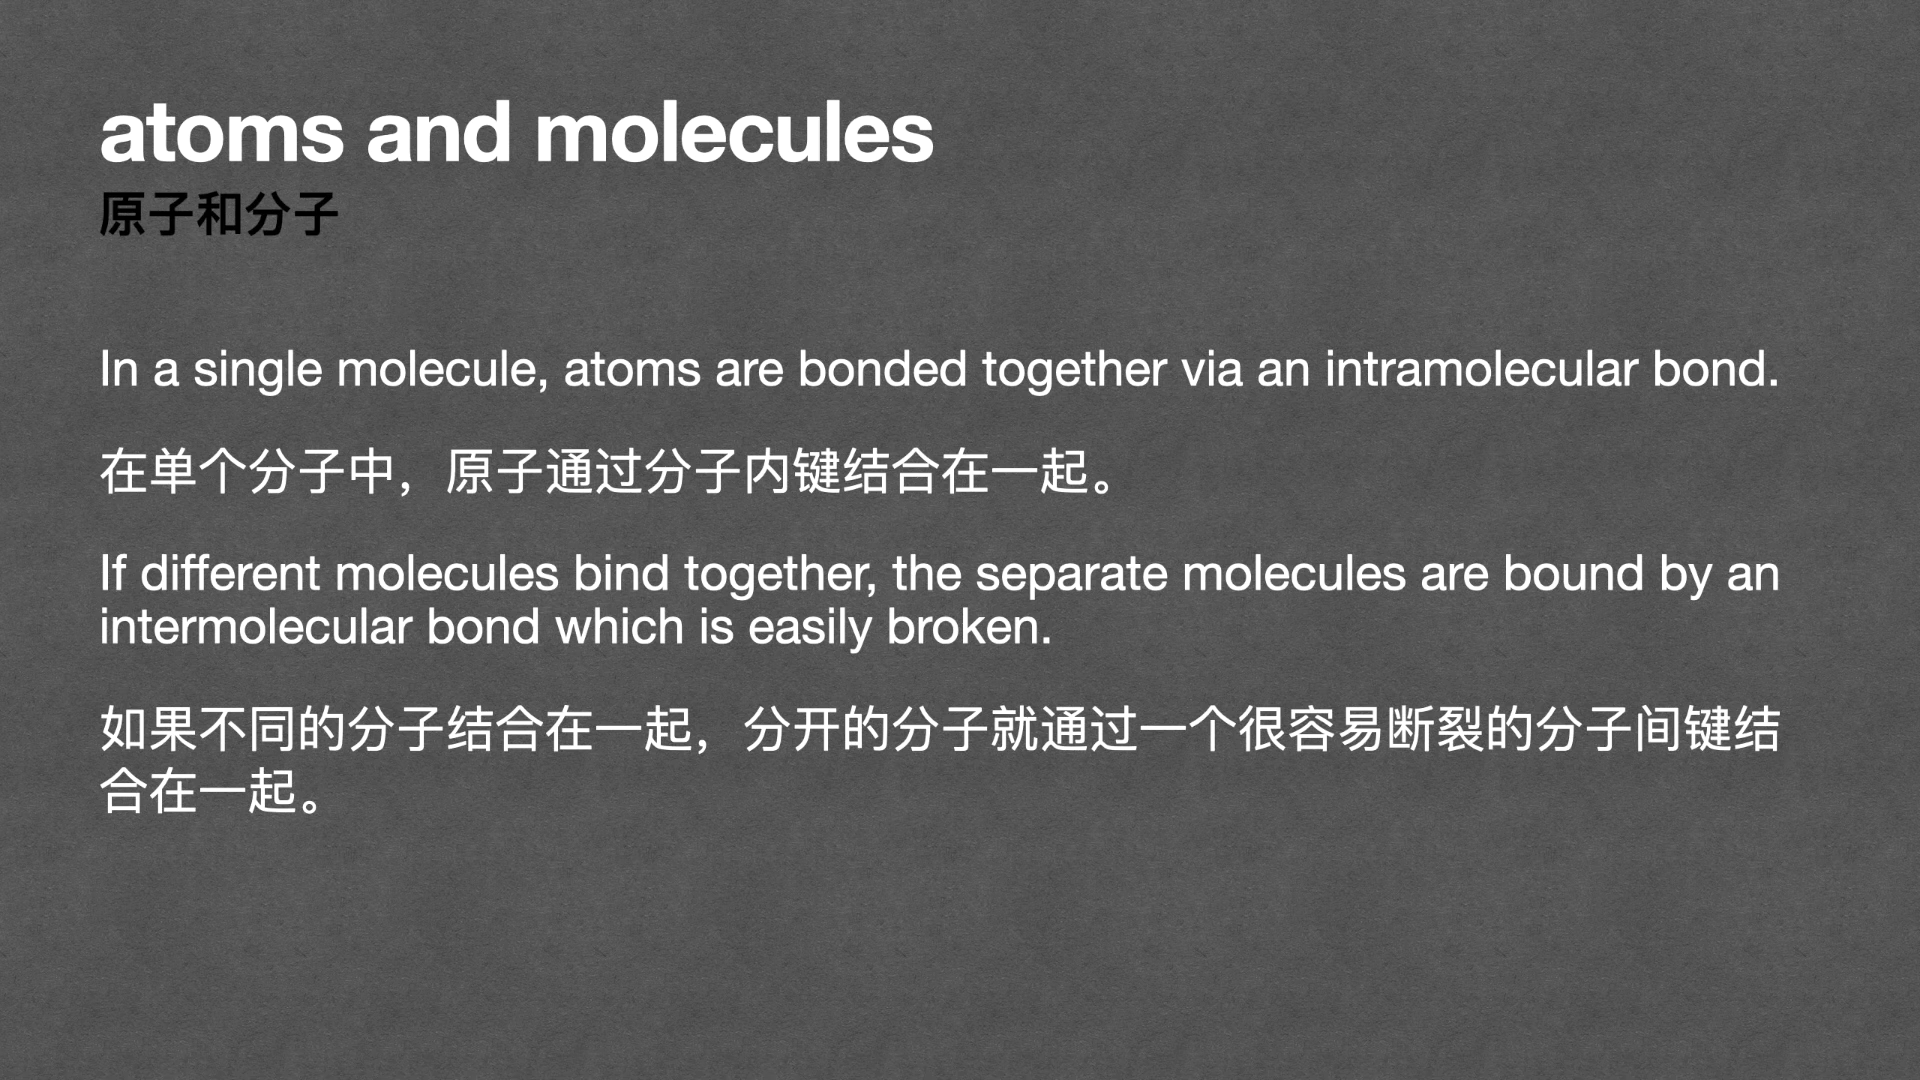 atoms and molecules
原子和分子
In a single molecule, atoms are bonded together via an intramolecular bond.
在单个分子中，原子通过分子内键结合在一起。
If different molecules bind together, the separate molecules are bound by an
intermolecular bond which is easily broken.
如果不同的分子结合在一起，分开的分子就通过一个很容易断裂的分子间键结
合在一起。